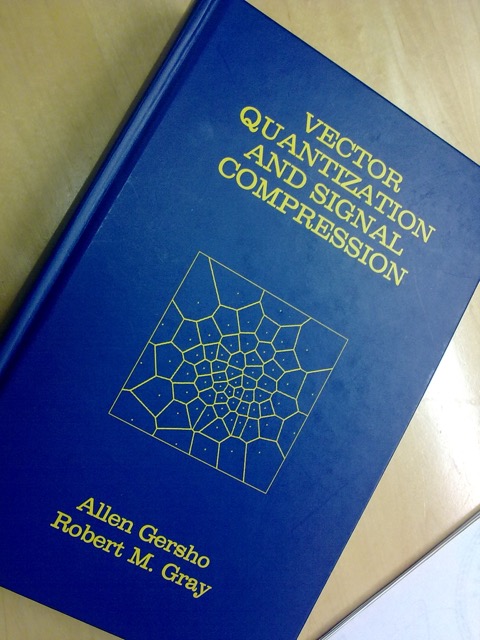 VECTOR
QUANTIZATION
AND SIGNAL
COMPRESSION
Allen Gersho
Robert M. Gray